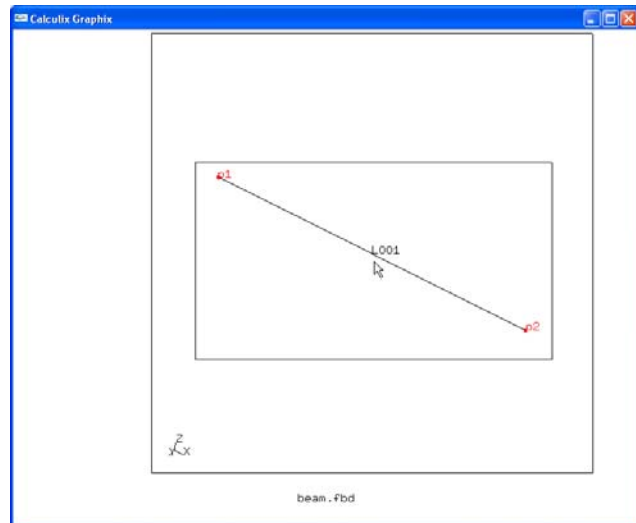 Calculix Graphix
p1
L001
p2
Z
Y X
beam.fbd